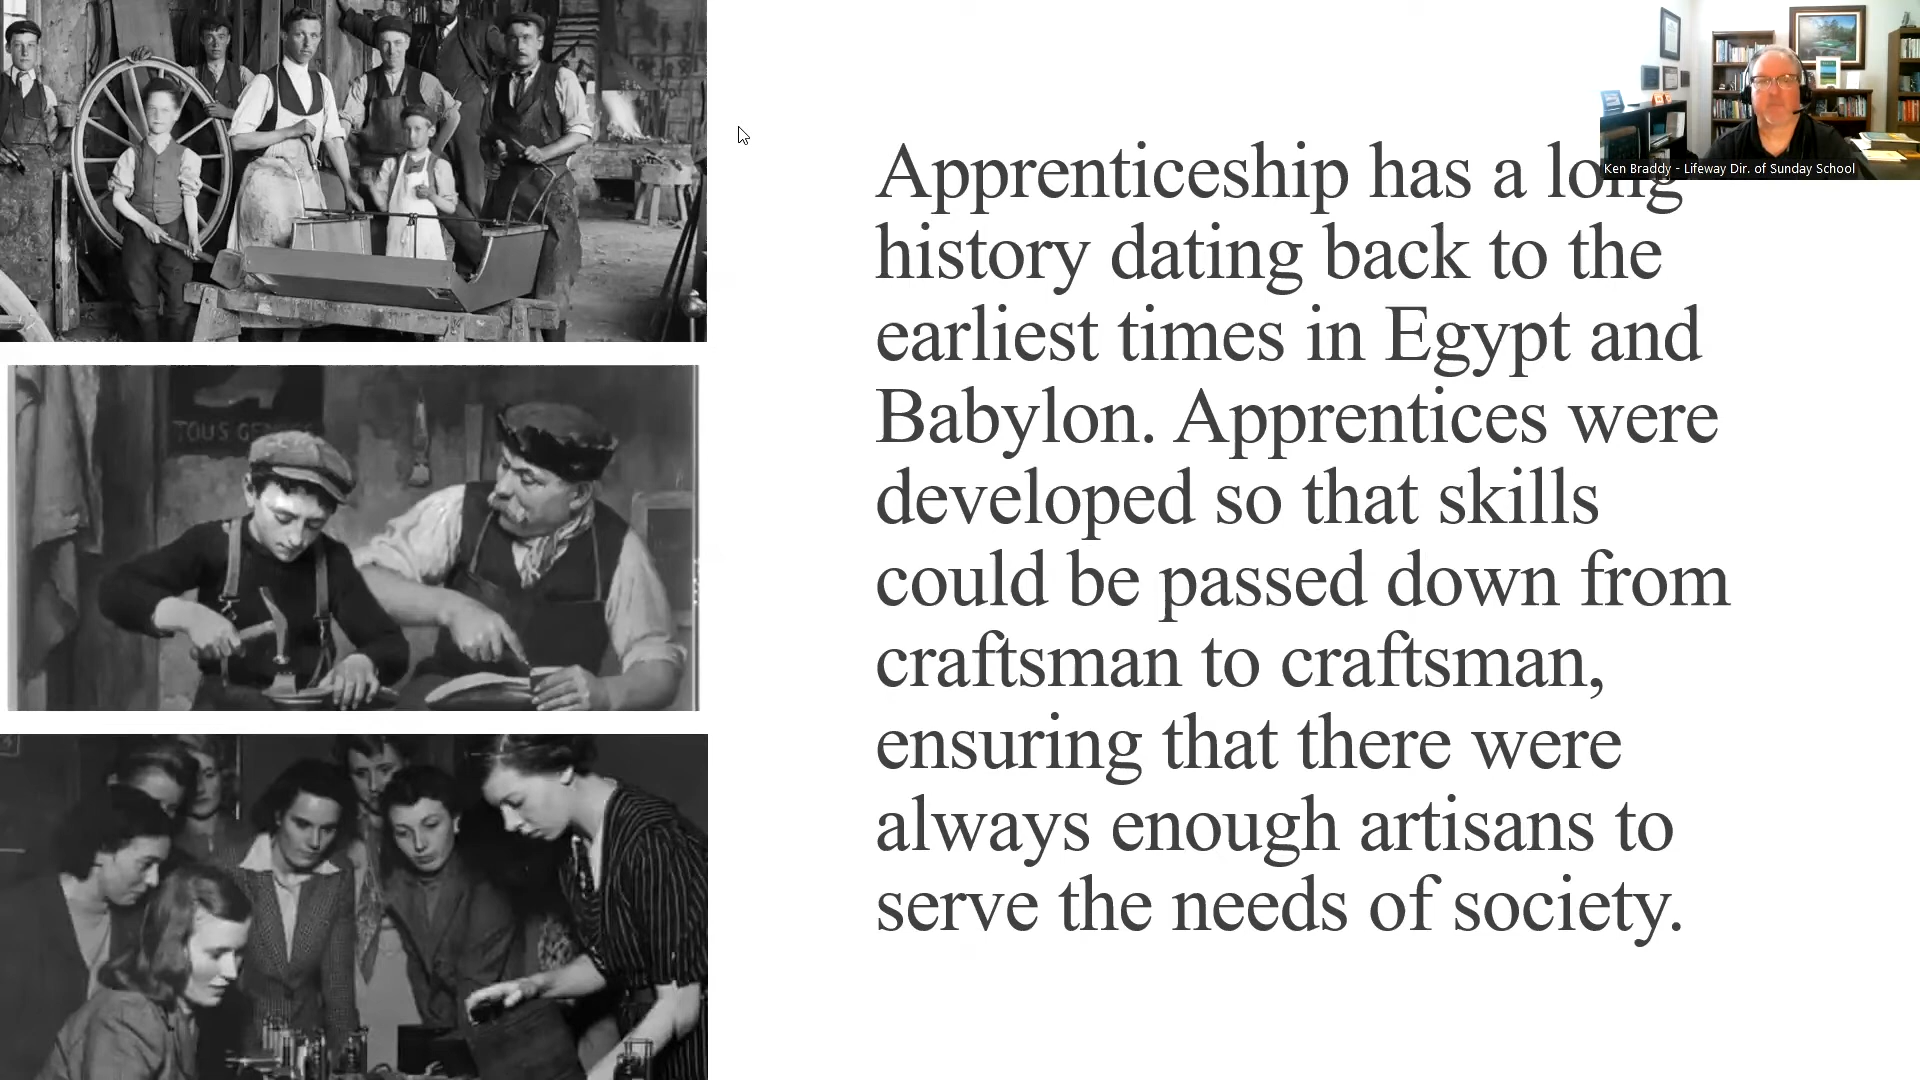 Apprenticeship has a long
history dating back to the
earliest times in Egypt and
Babylon. Apprentices were
developed so that skills
could be passed down from
craftsman to craftsman,
ensuring that there were
always enough artisans to
serve the needs of society.
Ken Braddy - Lifeway Dir. of Sunday School
TOUS